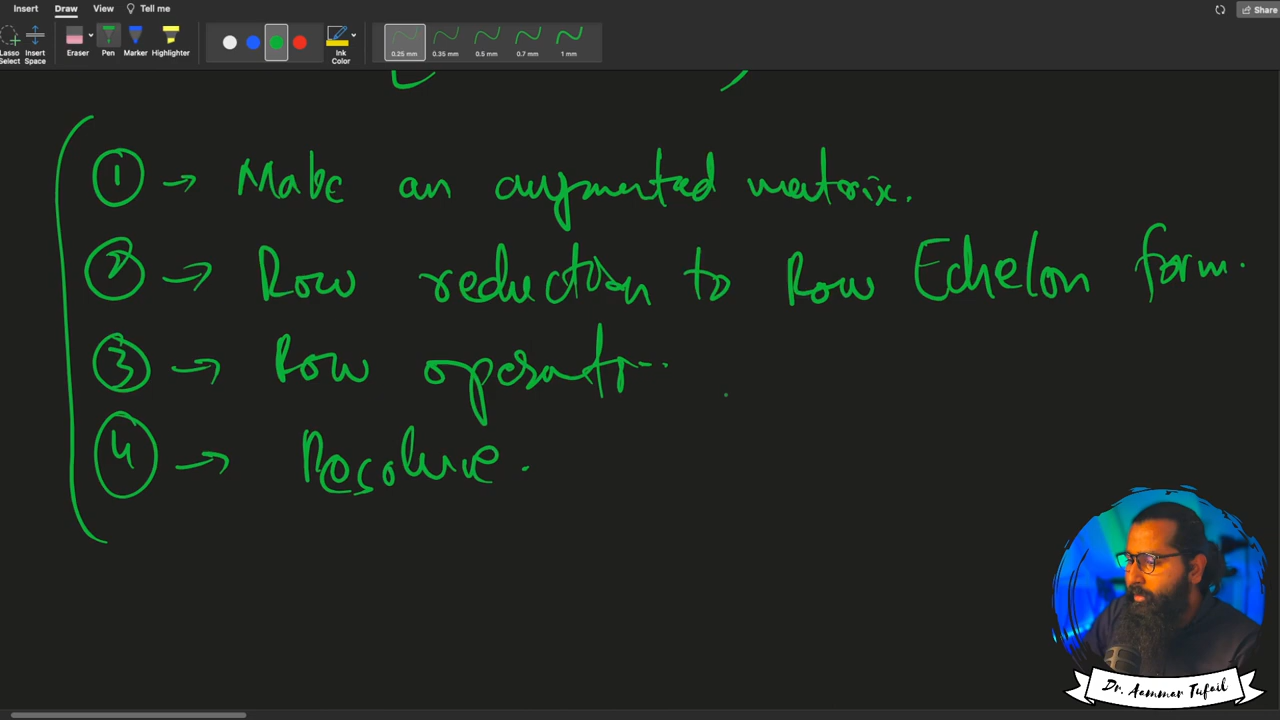 Insert Draw View Tell me Share
Lasso Select Insert Space Eraser Pen Marker Highlighter Ink Color 0.25 mm 0.35 mm 0.5 mm 0.7 mm 1 mm
① → Make an augmented matrix.
② → Row reduction to Row Echelon form.
③ → Row operati...
④ → Resolve.
Dr. Aammar Tufail